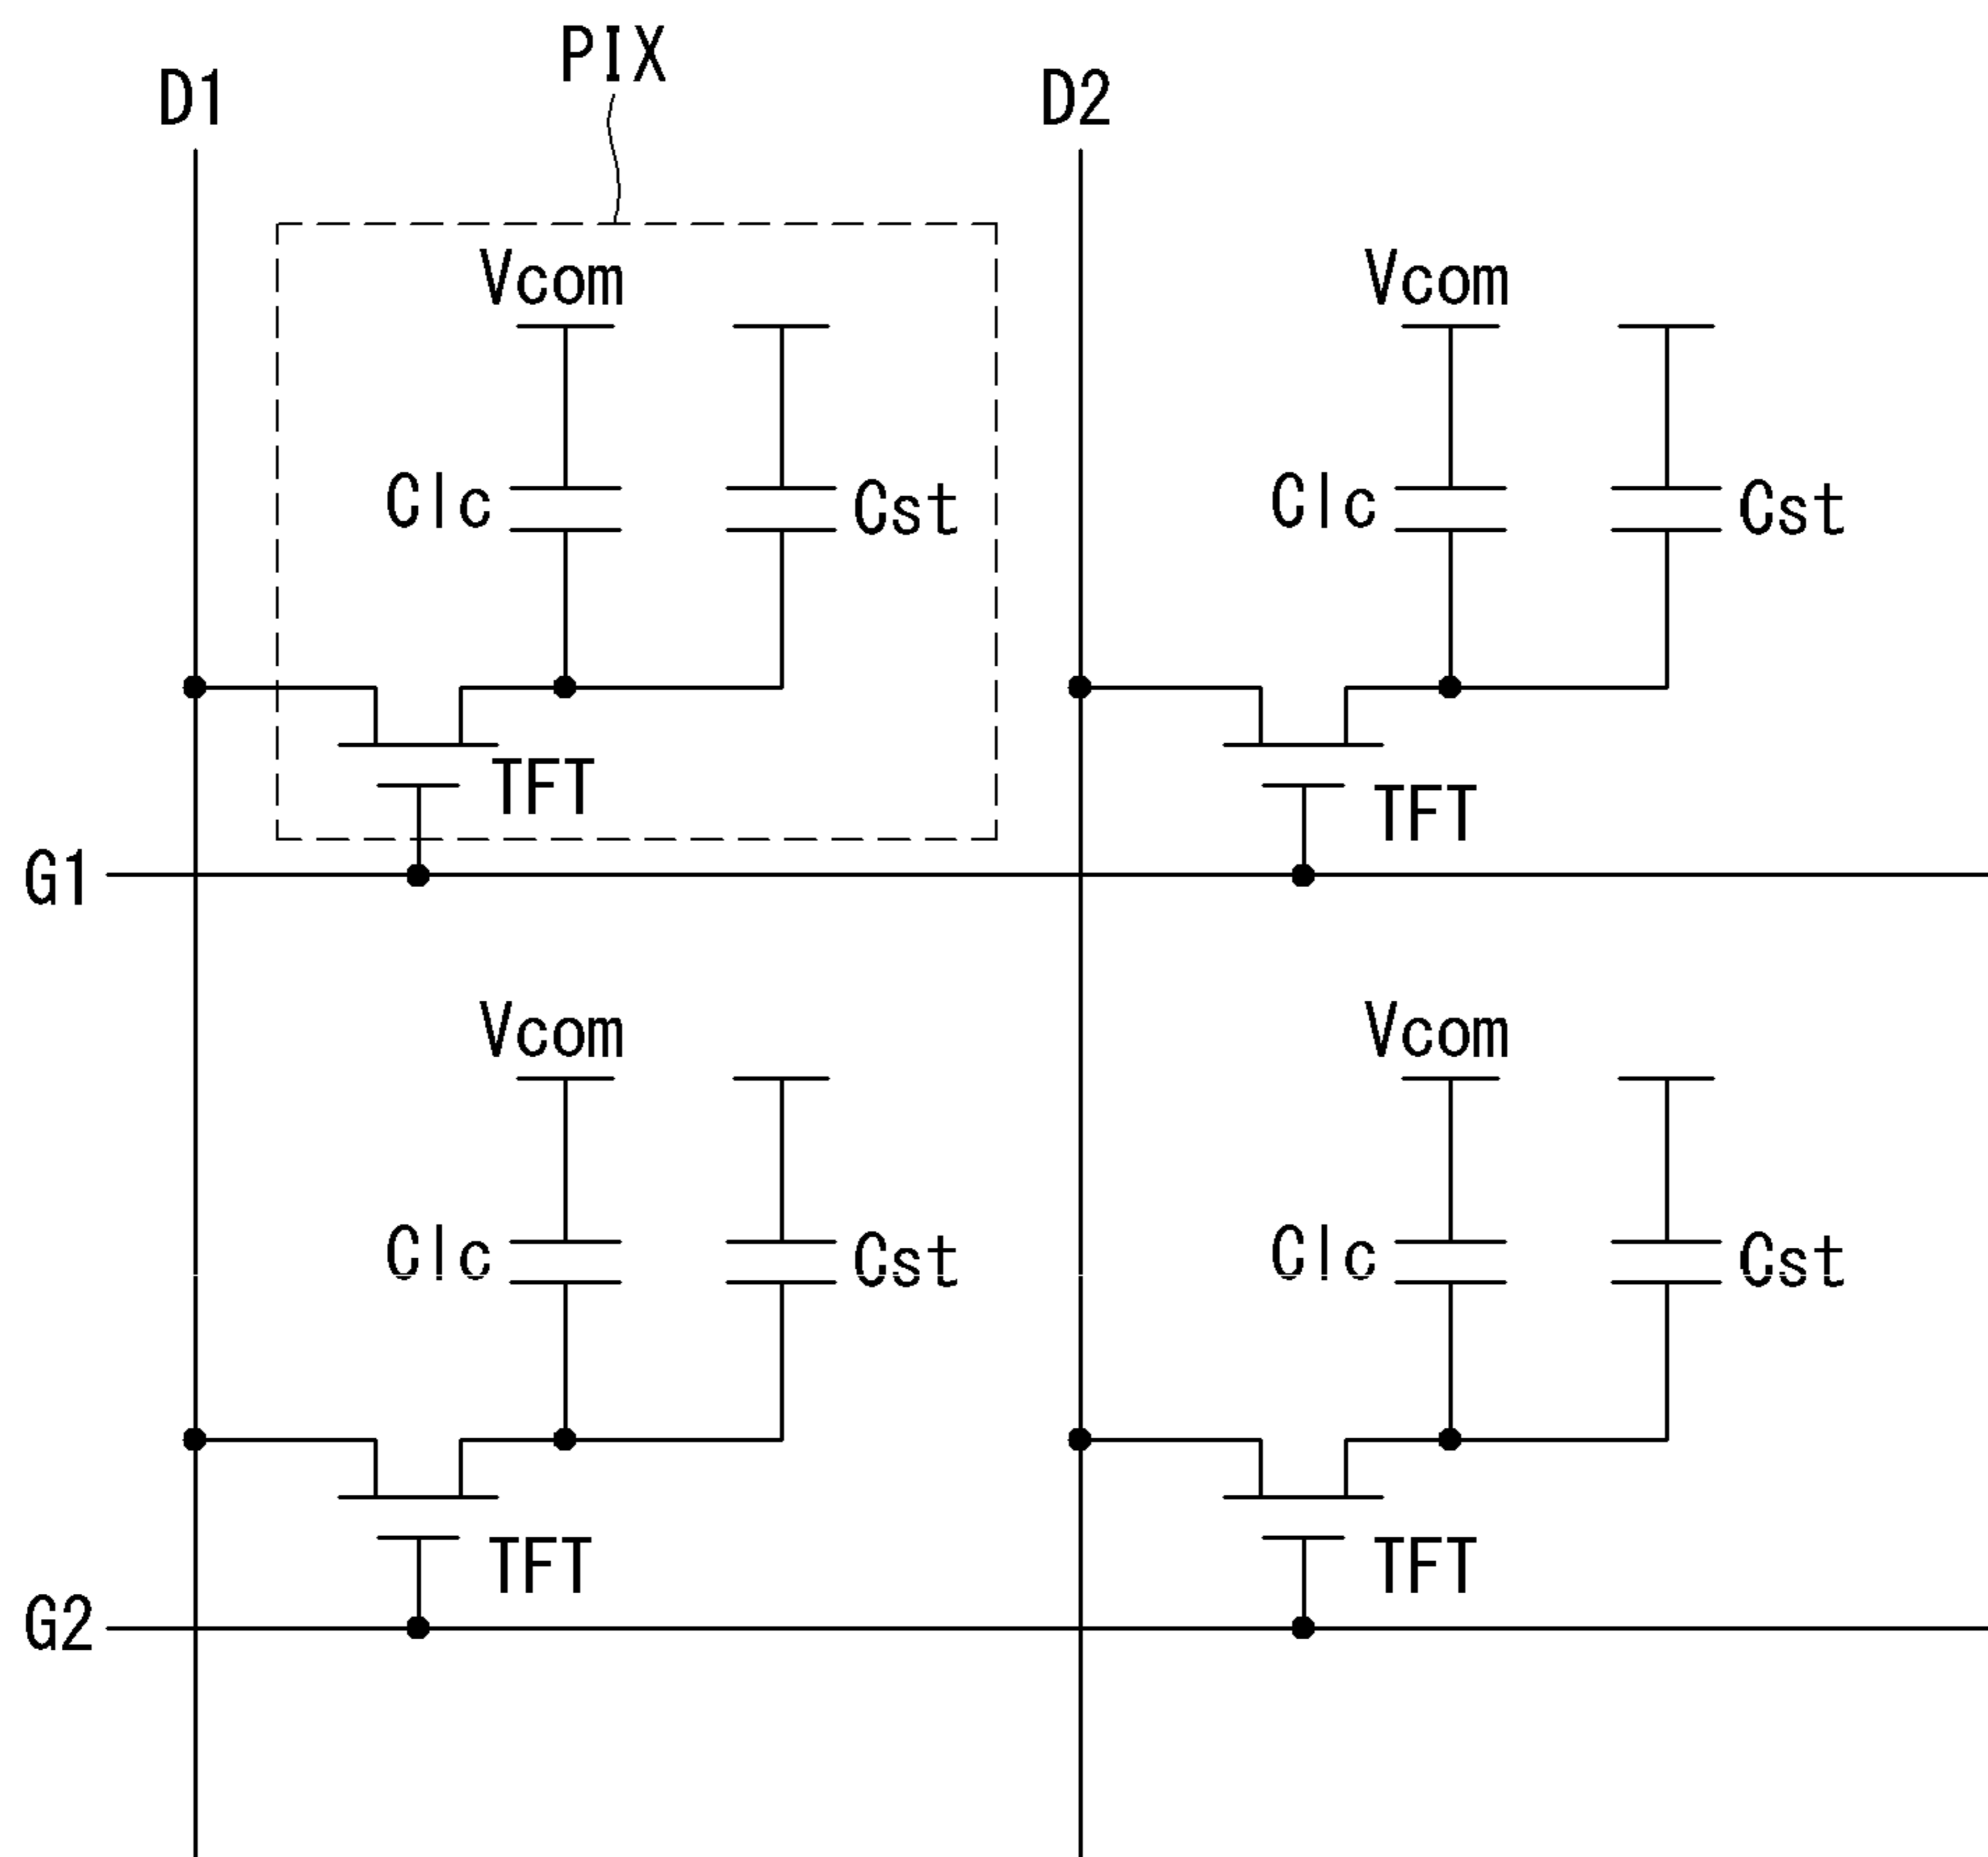 PIX
D1 D2
Vcom Vcom
Clc Cst Clc Cst
TFT TFT
G1
Vcom Vcom
Clc Cst Clc Cst
TFT TFT
G2